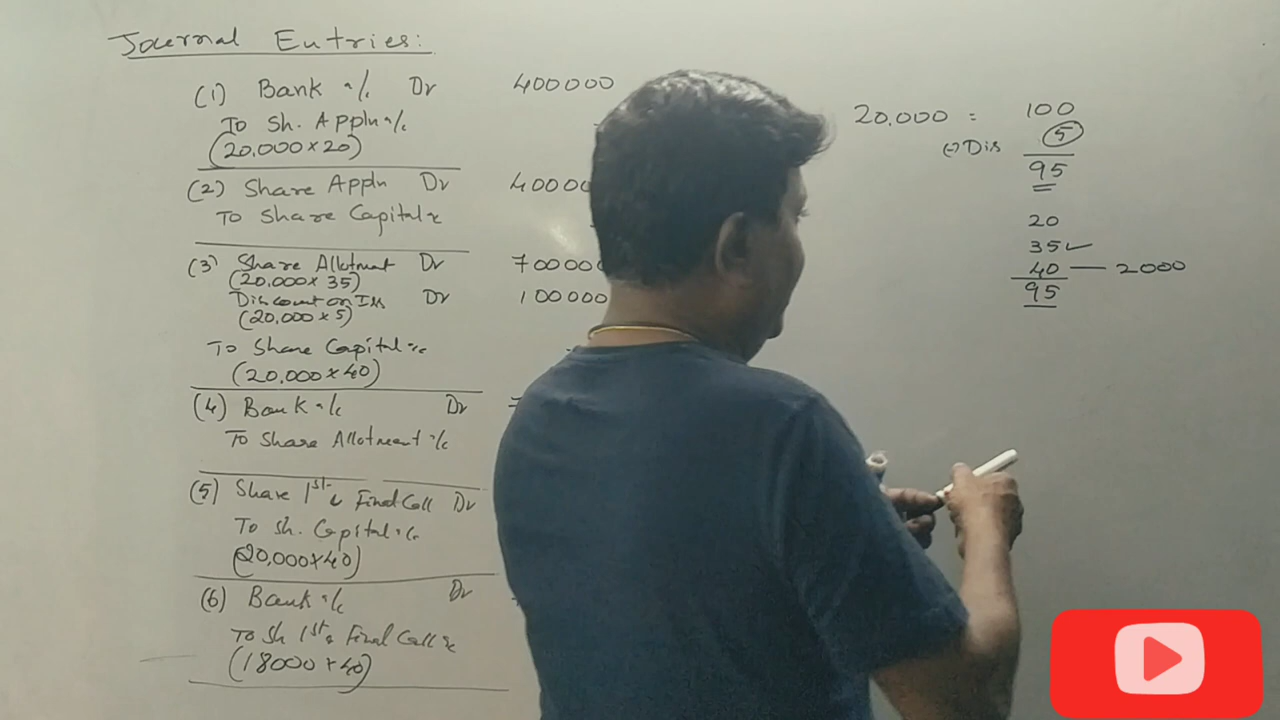 Journal Entries:
(1) Bank a/c Dr 400000
To Sh. Appln a/c
(20,000 x 20)
(2) Share Appln Dr 40000
To Share Capital a/c
(3) Share Allotment Dr 70000
(20,000 x 35)
Discount on Iss Dr 100000
(20,000 x 5)
To Share Capital a/c
(20,000 x 40)
(4) Bank a/c Dr
To Share Allotment a/c
(5) Share 1st & Final Call Dr
To Sh. Capital a/c
(20,000 x 40)
(6) Bank a/c Dr
To Sh 1st & Final Call a/c
(18000 x 40)
20,000 = 100
(-) Dis 5
95
20
35 ✓
40 — 2000
95